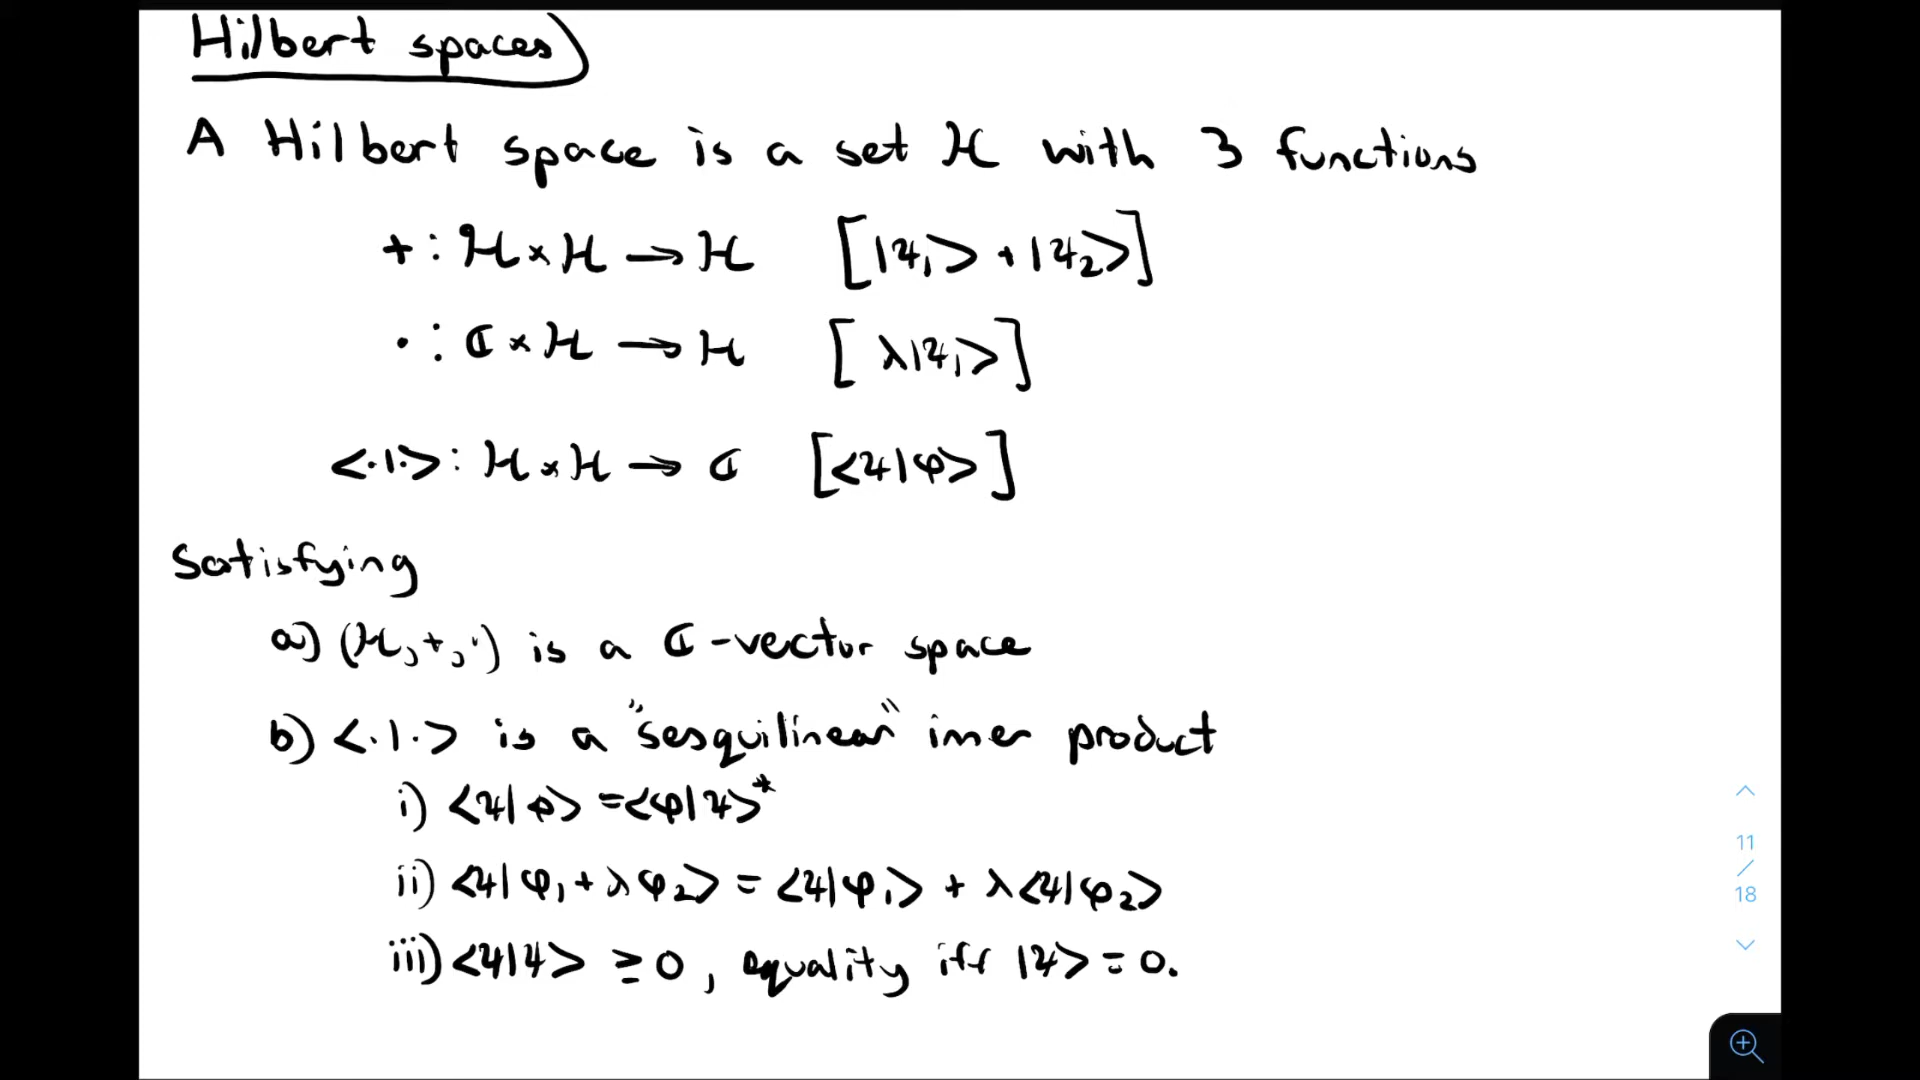 Hilbert spaces
A Hilbert space is a set ℋ with 3 functions
+ : ℋ × ℋ → ℋ [|ψ₁> + |ψ₂>]
· : ℂ × ℋ → ℋ [λ|ψ₁>]
<·|·> : ℋ × ℋ → ℂ [<ψ|φ>]
Satisfying
a) (ℋ, +, ·) is a ℂ-vector space
b) <·|·> is a "sesquilinear" inner product
i) <ψ|φ> = <φ|ψ>*
ii) <ψ|φ₁ + λφ₂> = <ψ|φ₁> + λ<ψ|φ₂>
iii) <ψ|ψ> ≥ 0, equality iff |ψ> = 0.
11
/
18